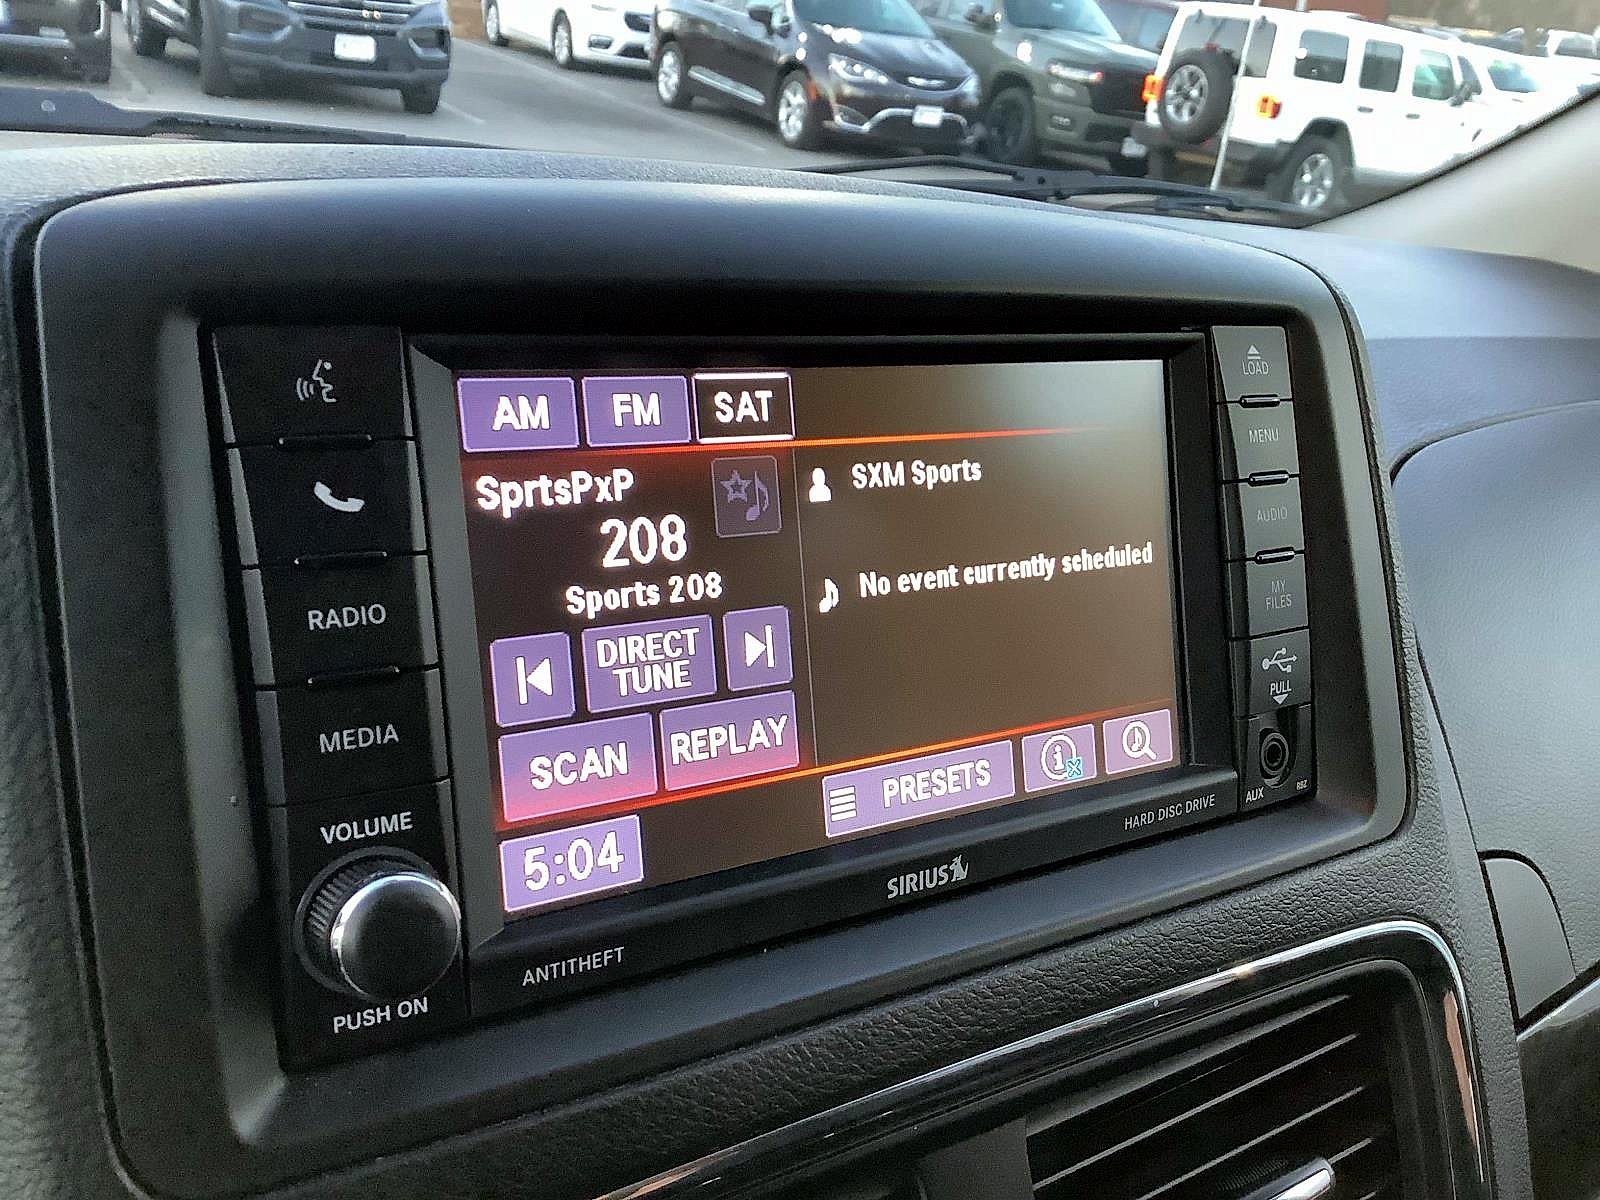 AM FM SAT
SprtsPxP
208
Sports 208
SXM Sports
No event currently scheduled
DIRECT
TUNE
SCAN
REPLAY
PRESETS
5:04
RADIO
MEDIA
VOLUME
PUSH ON
ANTITHEFT
SIRIUS
HARD DISC DRIVE
LOAD
MENU
AUDIO
MY
FILES
PULL
AUX
RBZ